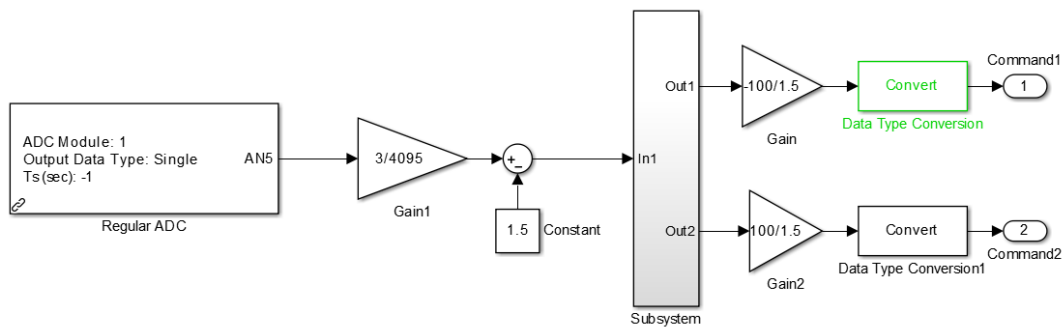 ADC Module: 1
Output Data Type: Single
Ts(sec): -1
AN5
Regular ADC
3/4095
Gain1
+
−
1.5
Constant
In1
Out1
Out2
Subsystem
-100/1.5
Gain
Convert
Data Type Conversion
Command1
1
100/1.5
Gain2
Convert
Data Type Conversion1
2
Command2